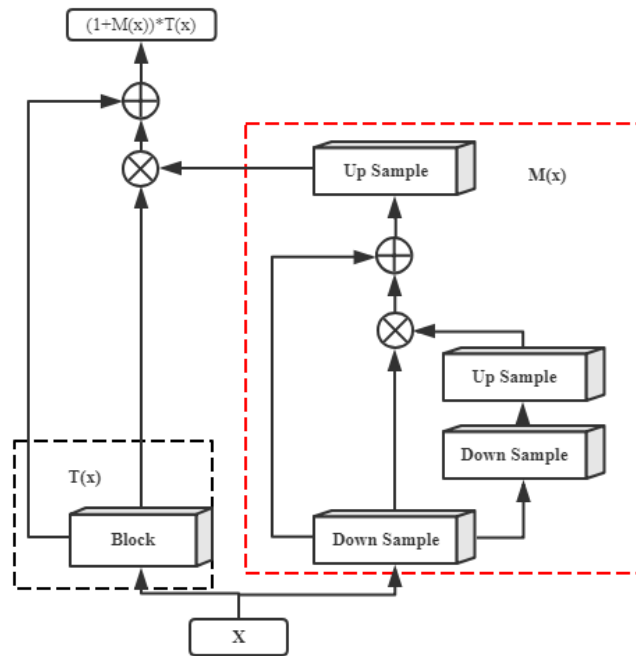 (1+M(x))*T(x)
Up Sample
M(x)
Up Sample
Down Sample
T(x)
Block
Down Sample
X